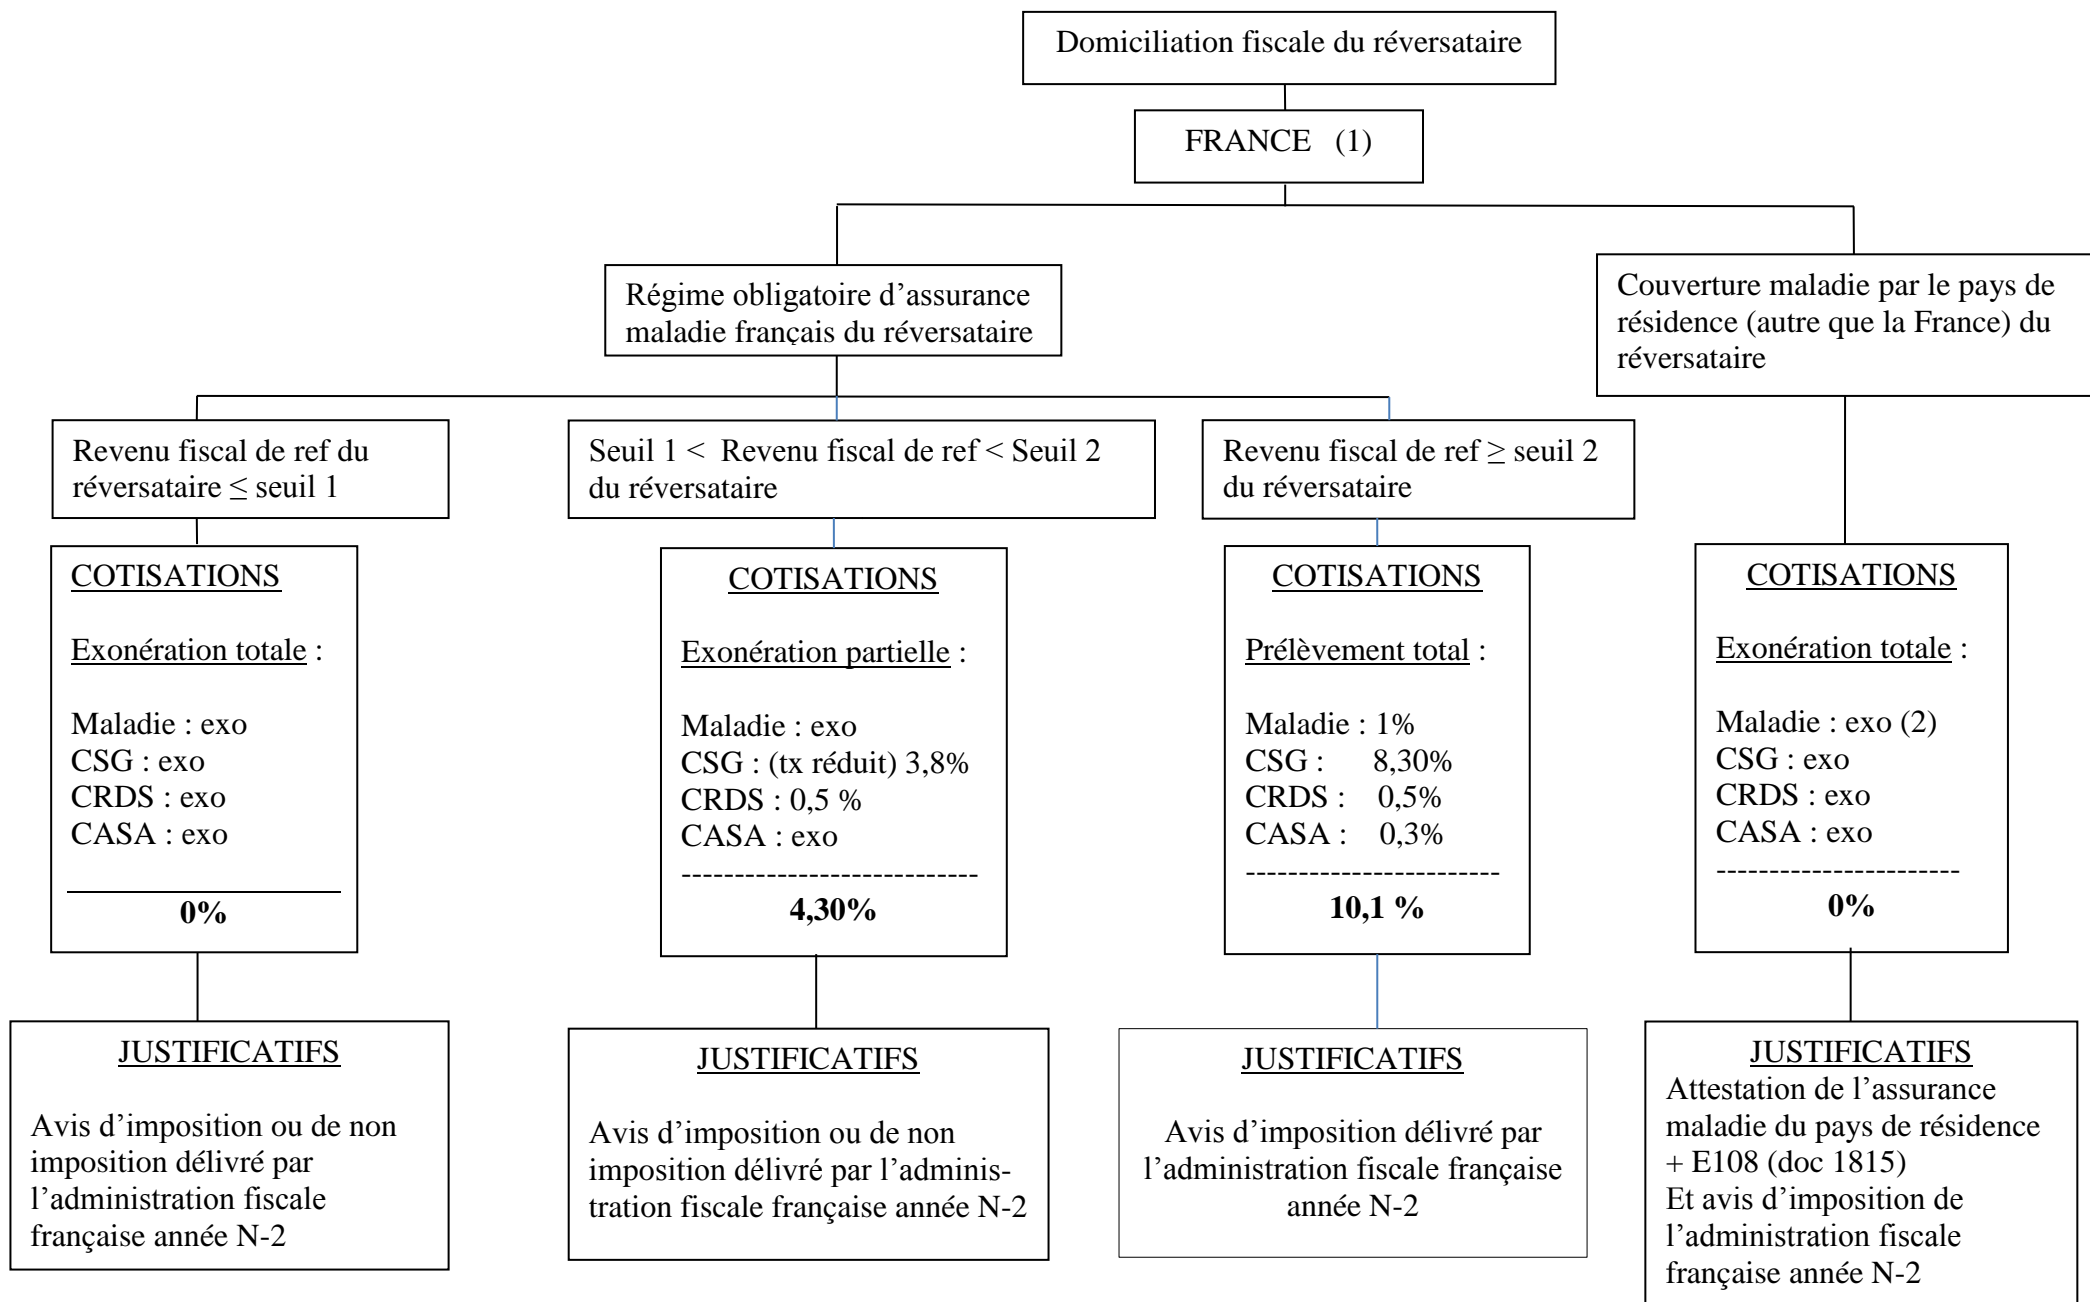 Domiciliation fiscale du réversataire
FRANCE (1)
Régime obligatoire d’assurance
maladie français du réversataire
Couverture maladie par le pays de
résidence (autre que la France) du
réversataire
Revenu fiscal de ref du
réversataire ≤ seuil 1
Seuil 1 < Revenu fiscal de ref < Seuil 2
du réversataire
Revenu fiscal de ref ≥ seuil 2
du réversataire
COTISATIONS
Exonération totale :
Maladie : exo
CSG : exo
CRDS : exo
CASA : exo
0%
COTISATIONS
Exonération partielle :
Maladie : exo
CSG : (tx réduit) 3,8%
CRDS : 0,5 %
CASA : exo
----------------------------
4,30%
COTISATIONS
Prélèvement total :
Maladie : 1%
CSG : 8,30%
CRDS : 0,5%
CASA : 0,3%
------------------------
10,1 %
COTISATIONS
Exonération totale :
Maladie : exo (2)
CSG : exo
CRDS : exo
CASA : exo
-----------------------
0%
JUSTIFICATIFS
Avis d’imposition ou de non
imposition délivré par
l’administration fiscale
française année N-2
JUSTIFICATIFS
Avis d’imposition ou de non
imposition délivré par l’adminis-
tration fiscale française année N-2
JUSTIFICATIFS
Avis d’imposition délivré par
l’administration fiscale française
année N-2
JUSTIFICATIFS
Attestation de l’assurance
maladie du pays de résidence
+ E108 (doc 1815)
Et avis d’imposition de
l’administration fiscale
française année N-2